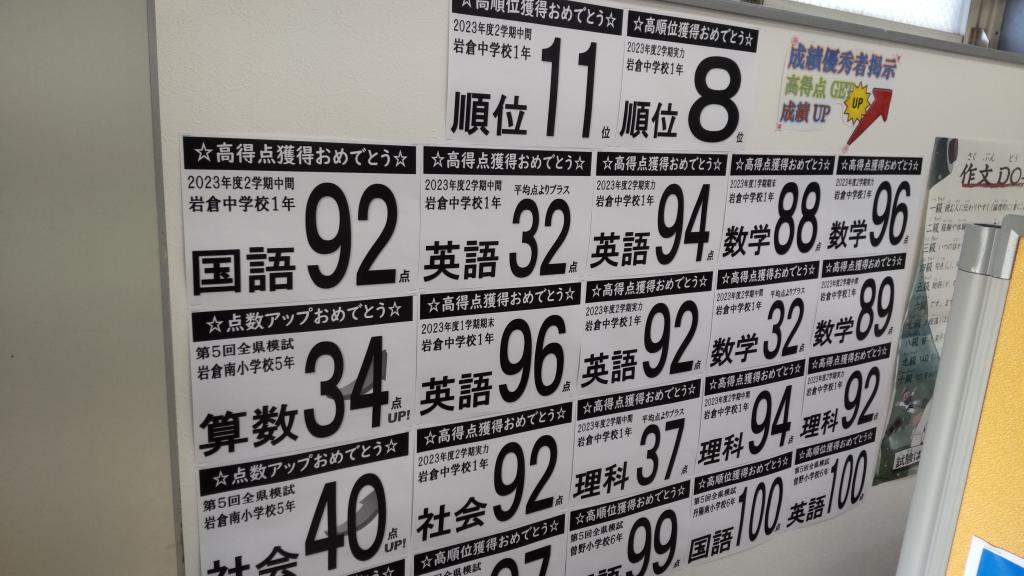 ☆高順位獲得おめでとう☆
2023年度2学期中間
岩倉中学校1年
順位 11位
☆高順位獲得おめでとう☆
2023年度2学期実力
岩倉中学校1年
順位 8位
成績優秀者掲示
高得点GET
成績UP
UP
☆高得点獲得おめでとう☆
2023年度2学期中間
岩倉中学校1年
国語 92点
☆高得点獲得おめでとう☆
2023年度2学期中間
岩倉中学校1年
平均点よりプラス
英語 32点
☆高得点獲得おめでとう☆
2023年度2学期実力
岩倉中学校1年
英語 94点
☆高得点獲得おめでとう☆
2023年度1学期期末
岩倉中学校1年
数学 88点
☆高得点獲得おめでとう☆
2023年度2学期中間
岩倉中学校1年
数学 96点
☆点数アップおめでとう☆
第5回全県模試
岩倉南小学校5年
算数 34点UP!
☆高得点獲得おめでとう☆
2023年度1学期期末
岩倉中学校1年
英語 96点
☆高得点獲得おめでとう☆
2023年度2学期実力
岩倉中学校1年
英語 92点
☆高得点獲得おめでとう☆
2023年度2学期中間
岩倉中学校1年
平均点よりプラス
数学 32点
☆高得点獲得おめでとう☆
2023年度2学期中間
岩倉中学校1年
数学 89点
☆点数アップおめでとう☆
第5回全県模試
岩倉南小学校5年
社会 40点UP!
☆高得点獲得おめでとう☆
2023年度2学期実力
岩倉中学校1年
社会 92点
☆高得点獲得おめでとう☆
2023年度2学期中間
岩倉中学校1年
平均点よりプラス
理科 37点
☆高得点獲得おめでとう☆
2023年度2学期中間
岩倉中学校1年
理科 94点
☆高得点獲得おめでとう☆
2023年度2学期実力
岩倉中学校1年
理科 92点
☆高順位獲得おめでとう☆
☆高順位獲得おめでとう☆
第5回全県模試
曽野小学校6年
99点
☆高順位獲得おめでとう☆
第5回全県模試
丹陽南小学校6年
国語 100点
☆高順位獲得おめでとう☆
第5回全県模試
曽野小学校6年
英語 100点
さくぶんどう
作文DO